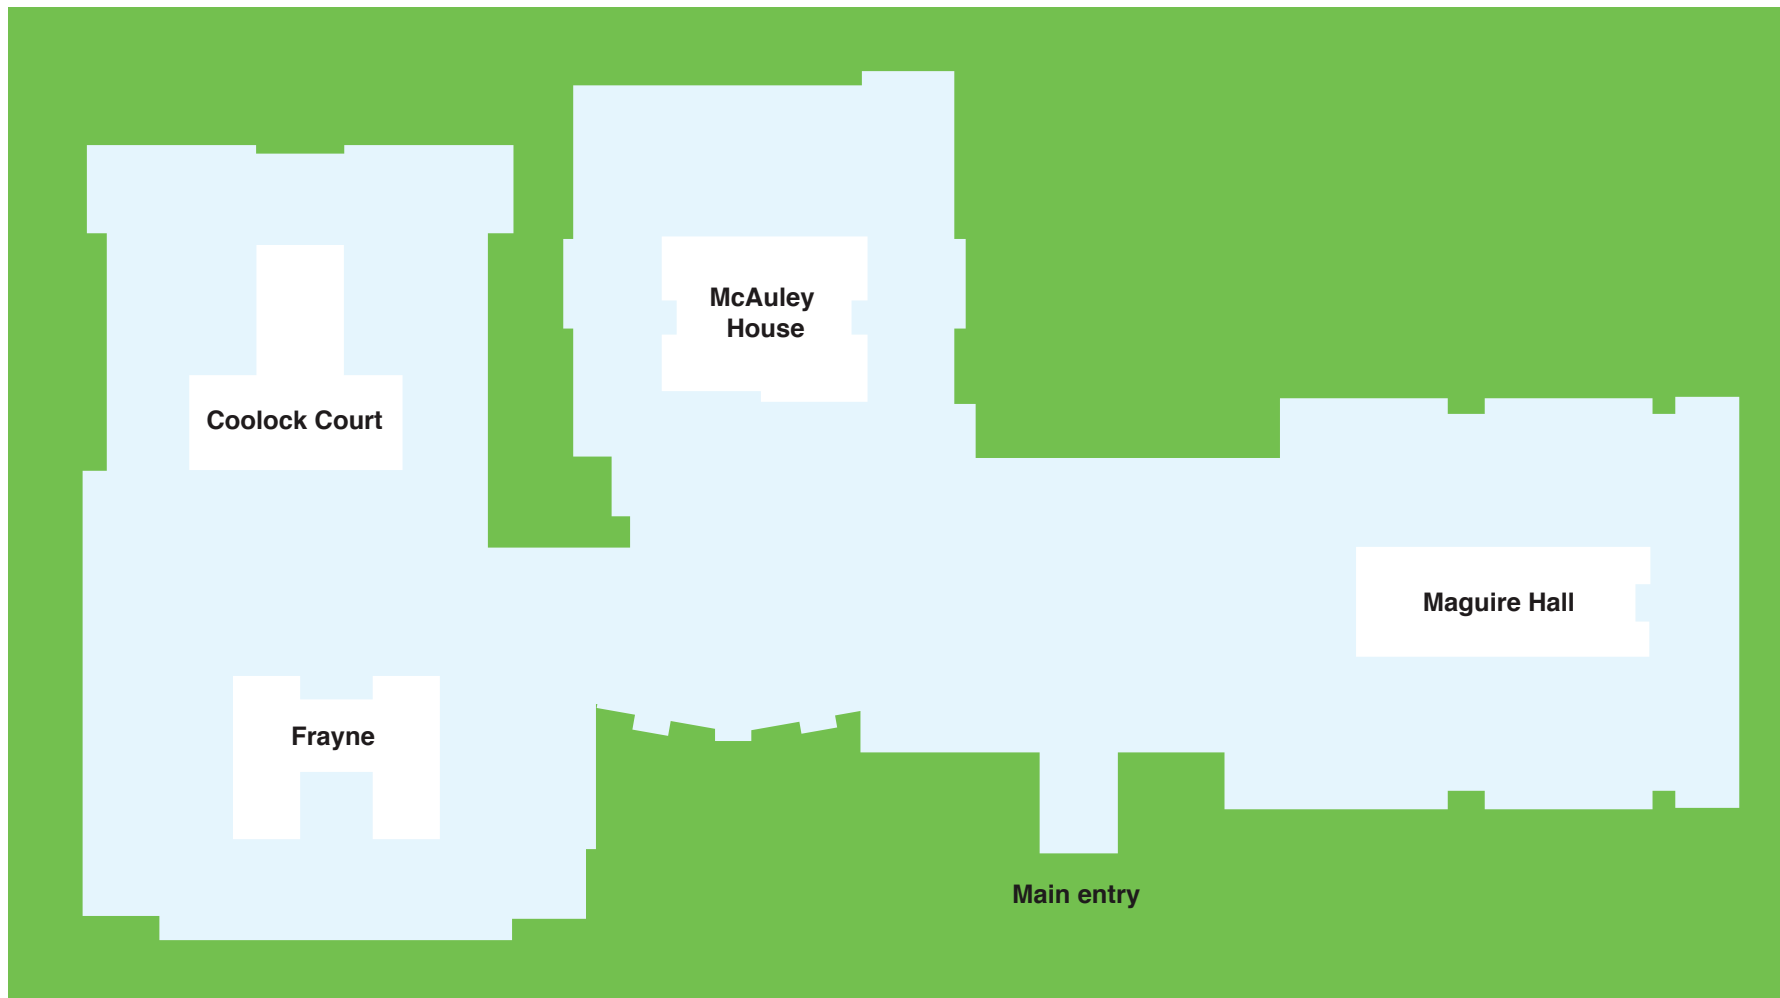 McAuley
House
Coolock Court
Maguire Hall
Frayne
Main entry